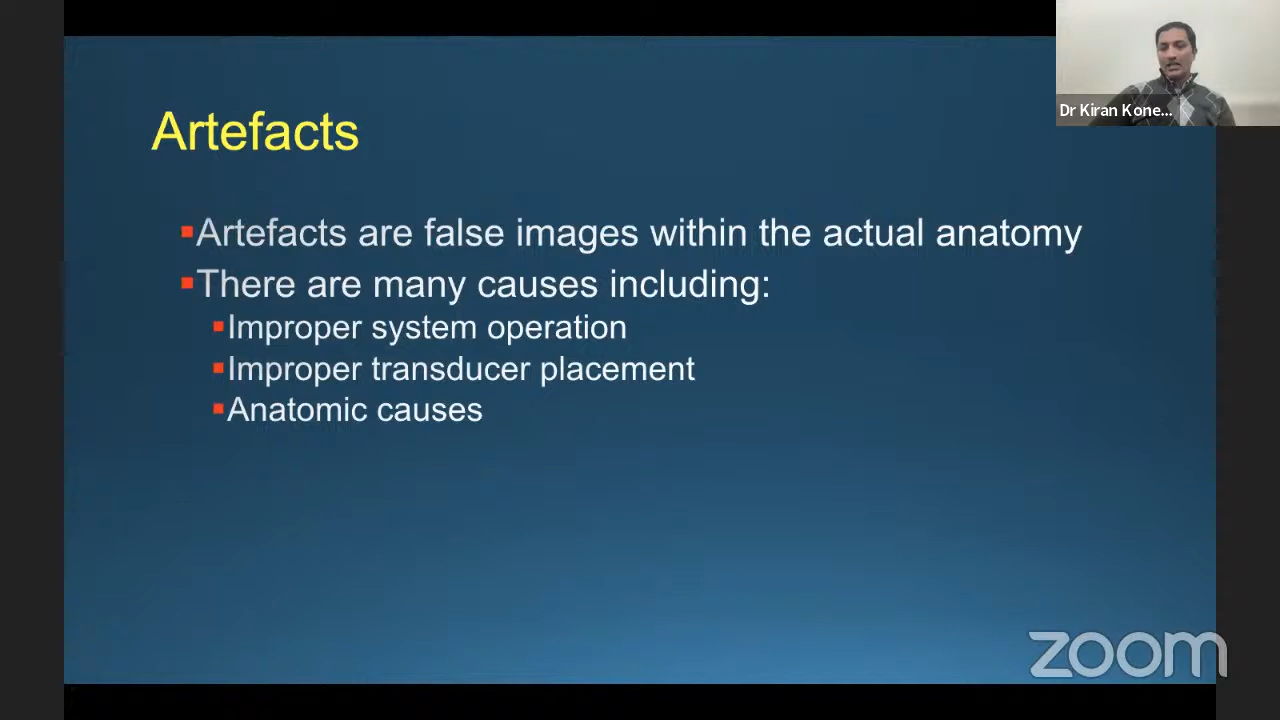 Dr Kiran Kone...
Artefacts
Artefacts are false images within the actual anatomy
There are many causes including:
Improper system operation
Improper transducer placement
Anatomic causes
zoom